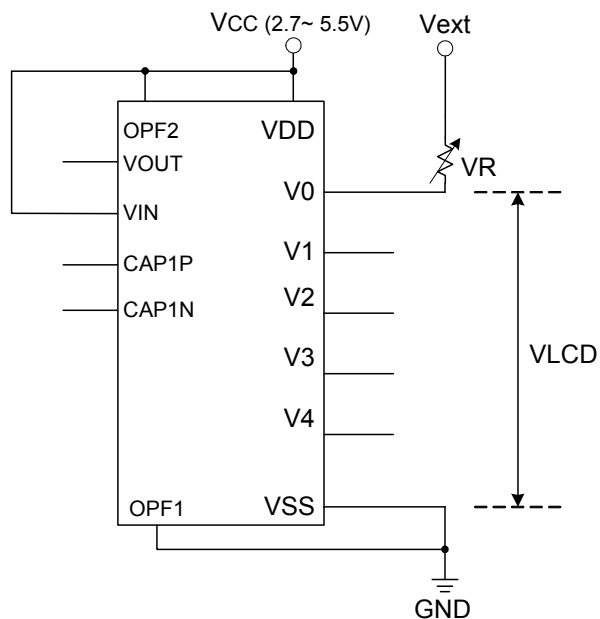 VCC (2.7~ 5.5V)
Vext
OPF2
VDD
VOUT
VR
V0
VIN
V1
CAP1P
V2
CAP1N
V3
VLCD
V4
OPF1
VSS
GND